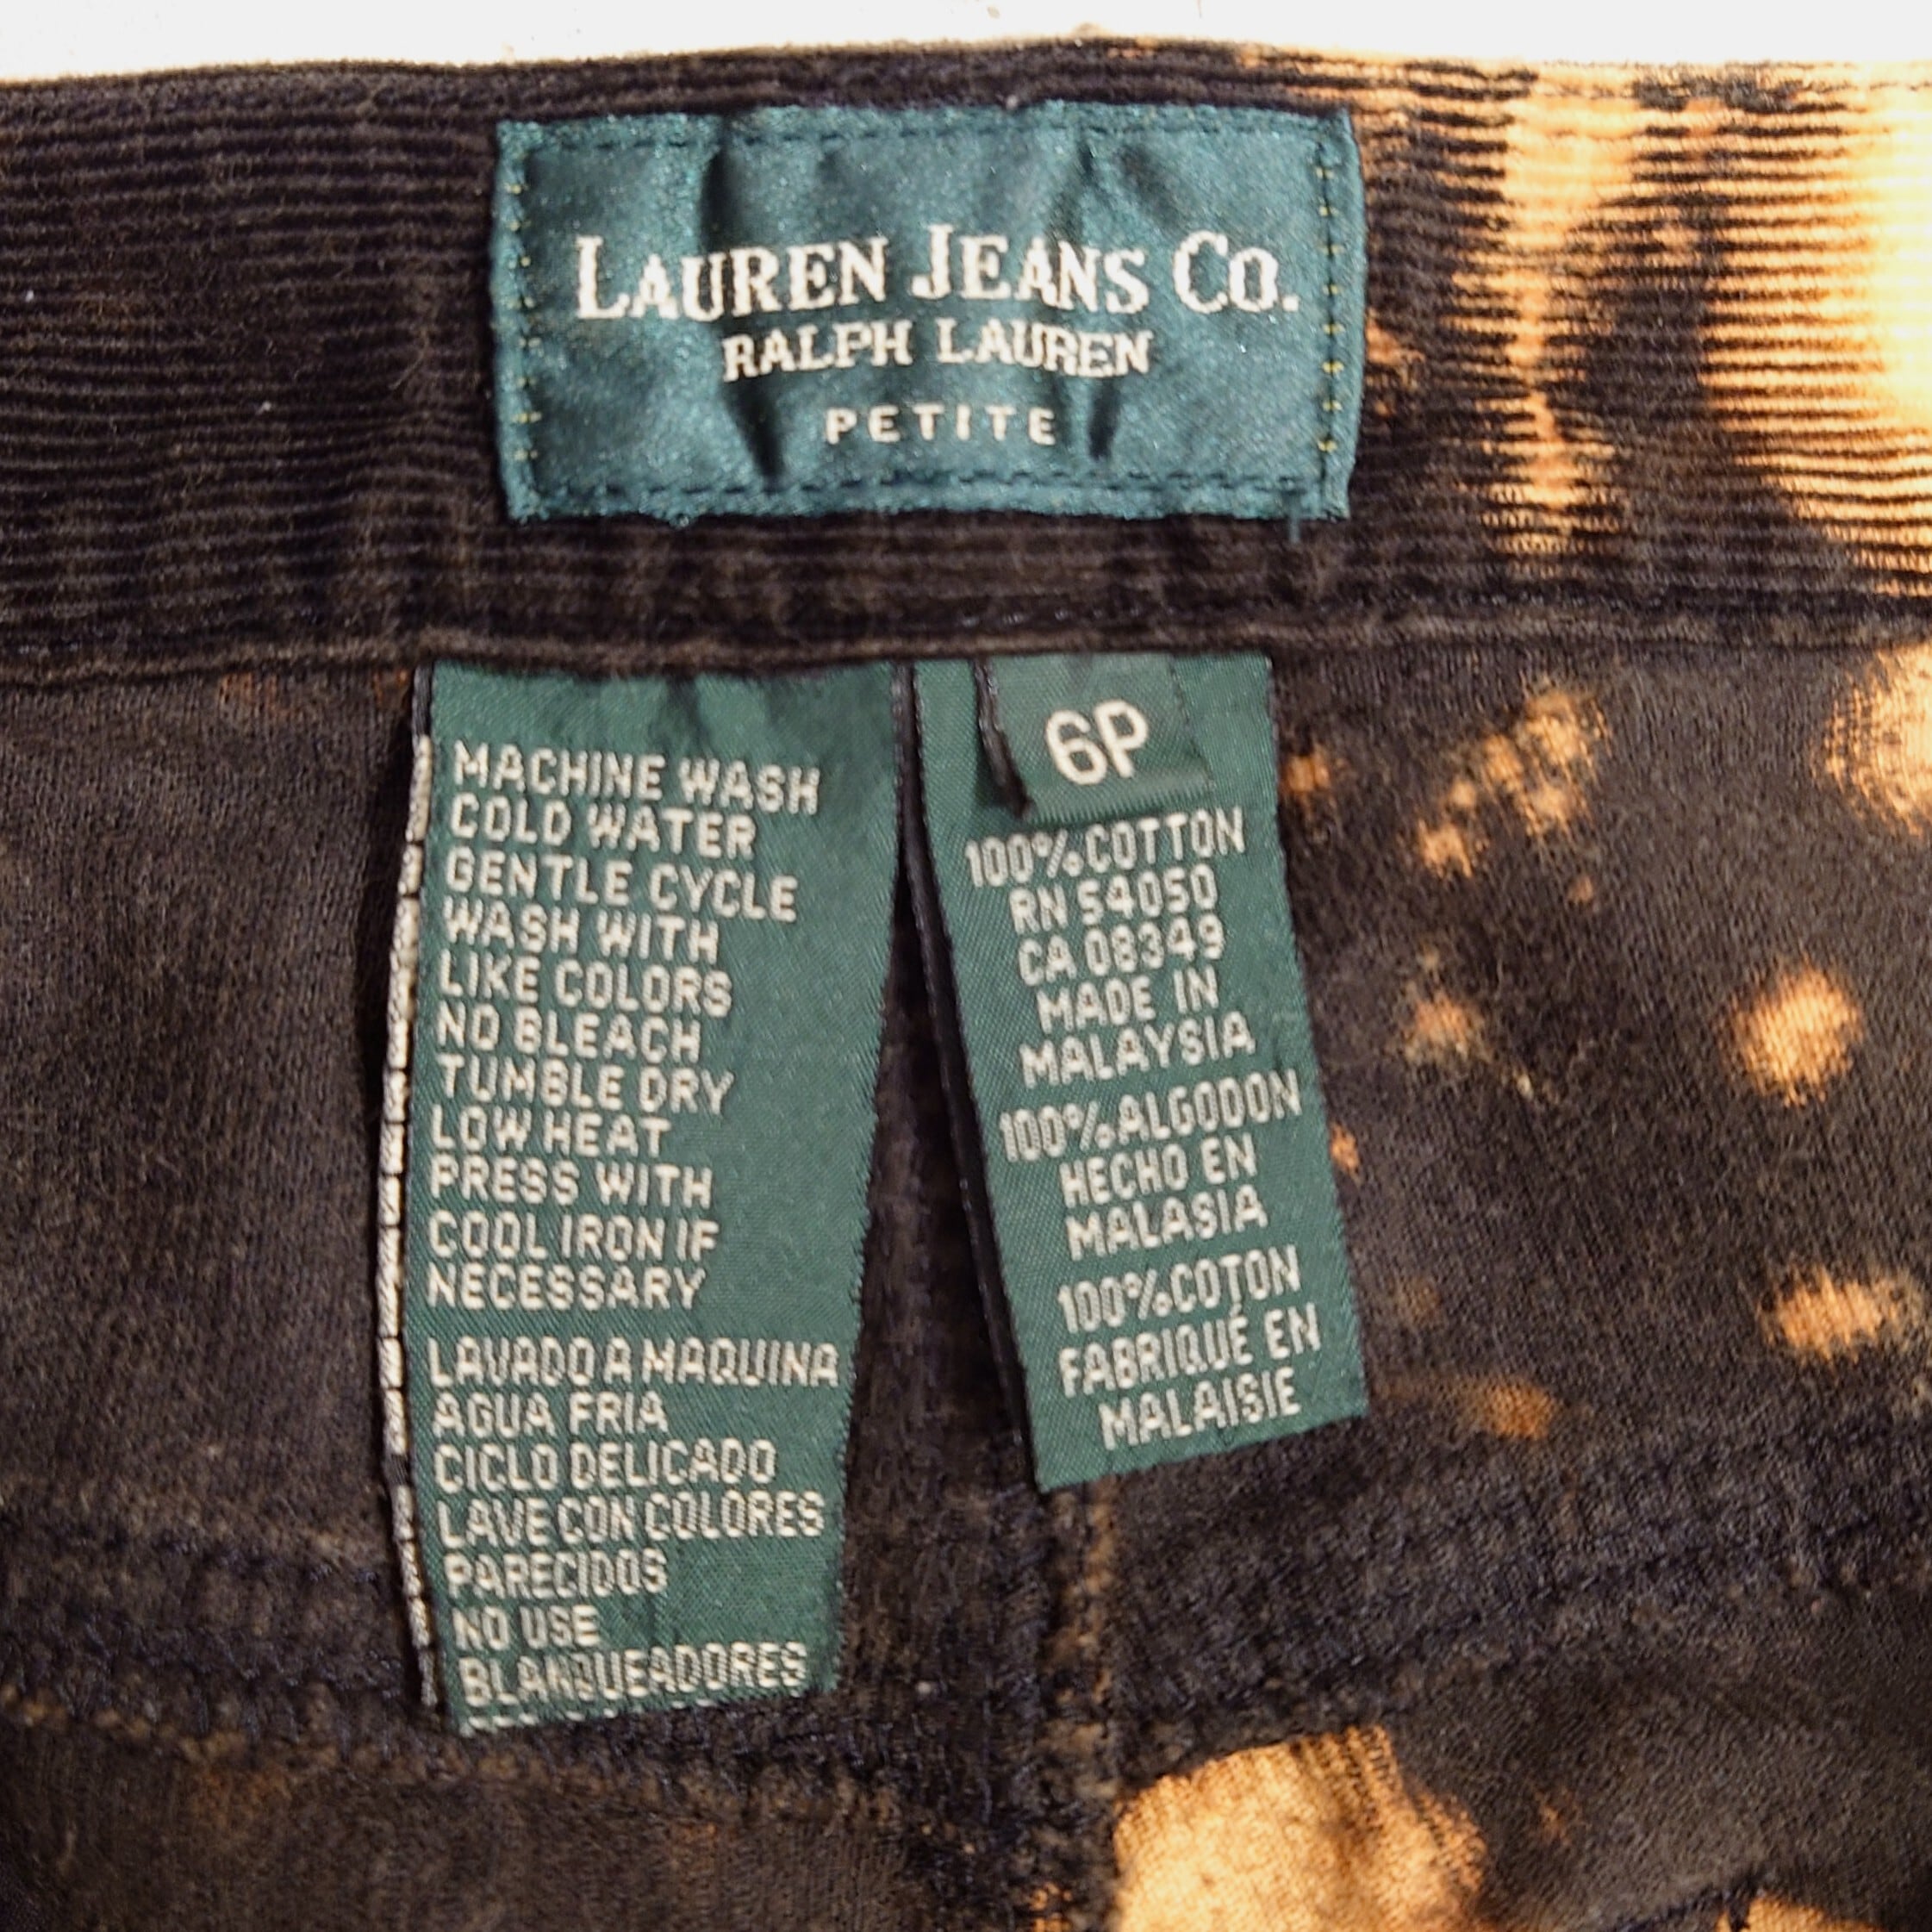 LAUREN JEANS CO.
RALPH LAUREN
PETITE
MACHINE WASH
COLD WATER
GENTLE CYCLE
WASH WITH
LIKE COLORS
NO BLEACH
TUMBLE DRY
LOW HEAT
PRESS WITH
COOL IRON IF
NECESSARY
LAVADO A MAQUINA
AGUA FRIA
CICLO DELICADO
LAVE CON COLORES
PARECIDOS
NO USE
BLANQUEADORES
6P
100% COTTON
RN 54050
CA 08349
MADE IN
MALAYSIA
100% ALGODON
HECHO EN
MALASIA
100% COTON
FABRIQUÉ EN
MALAISIE